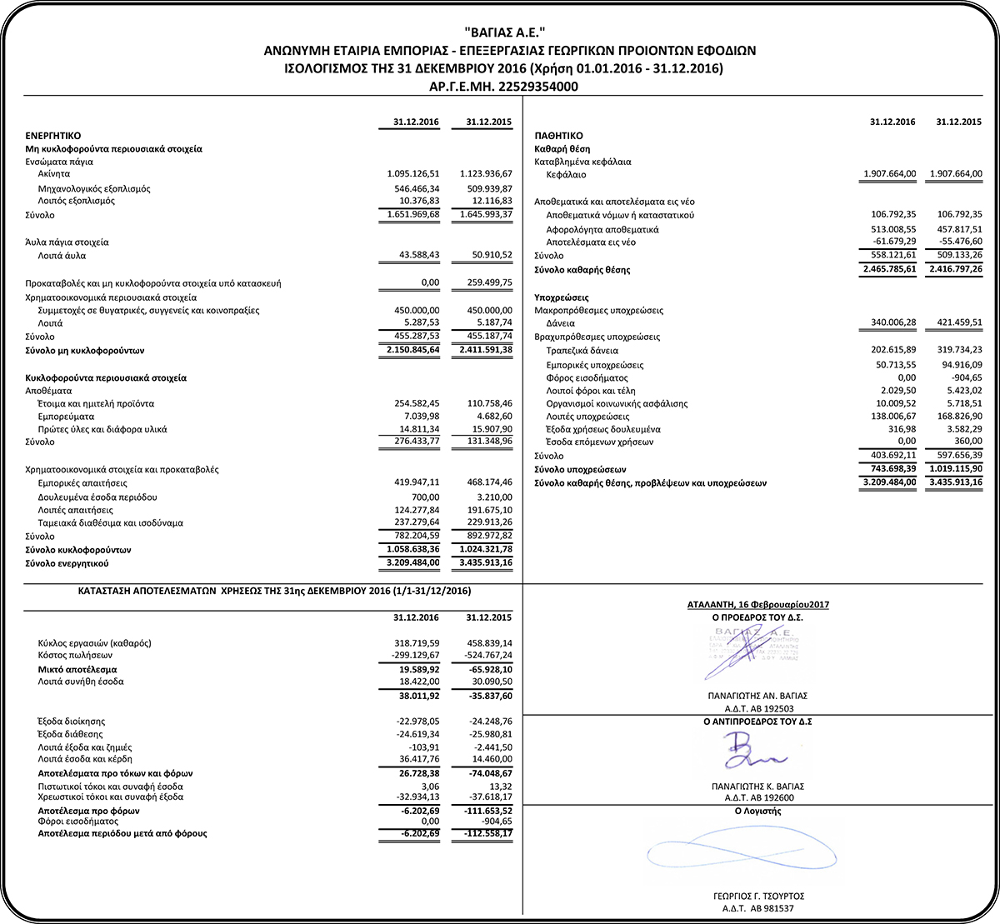 "ΒΑΓΙΑΣ Α.Ε."
ΑΝΩΝΥΜΗ ΕΤΑΙΡΙΑ ΕΜΠΟΡΙΑΣ - ΕΠΕΞΕΡΓΑΣΙΑΣ ΓΕΩΡΓΙΚΩΝ ΠΡΟΙΟΝΤΩΝ ΕΦΟΔΙΩΝ
ΙΣΟΛΟΓΙΣΜΟΣ ΤΗΣ 31 ΔΕΚΕΜΒΡΙΟΥ 2016 (Χρήση 01.01.2016 - 31.12.2016)
ΑΡ.Γ.Ε.ΜΗ. 22529354000
31.12.2016 31.12.2015
ΕΝΕΡΓΗΤΙΚΟ
Μη κυκλοφορούντα περιουσιακά στοιχεία
Ενσώματα πάγια
Ακίνητα 1.095.126,51 1.123.936,67
Μηχανολογικός εξοπλισμός 546.466,34 509.939,87
Λοιπός εξοπλισμός 10.376,83 12.116,83
Σύνολο 1.651.969,68 1.645.993,37
Άυλα πάγια στοιχεία
Λοιπά άυλα 43.588,43 50.910,52
Προκαταβολές και μη κυκλοφορούντα στοιχεία υπό κατασκευή 0,00 259.499,75
Χρηματοοικονομικά περιουσιακά στοιχεία
Συμμετοχές σε θυγατρικές, συγγενείς και κοινοπραξίες 450.000,00 450.000,00
Λοιπά 5.287,53 5.187,74
Σύνολο 455.287,53 455.187,74
Σύνολο μη κυκλοφορούντων 2.150.845,64 2.411.591,38
Κυκλοφορούντα περιουσιακά στοιχεία
Αποθέματα
Έτοιμα και ημιτελή προϊόντα 254.582,45 110.758,46
Εμπορεύματα 7.039,98 4.682,60
Πρώτες ύλες και διάφορα υλικά 14.811,34 15.907,90
Σύνολο 276.433,77 131.348,96
Χρηματοοικονομικά στοιχεία και προκαταβολές
Εμπορικές απαιτήσεις 419.947,11 468.174,46
Δουλευμένα έσοδα περιόδου 700,00 3.210,00
Λοιπές απαιτήσεις 124.277,84 191.675,10
Ταμειακά διαθέσιμα και ισοδύναμα 237.279,64 229.913,26
Σύνολο 782.204,59 892.972,82
Σύνολο κυκλοφορούντων 1.058.638,36 1.024.321,78
Σύνολο ενεργητικού 3.209.484,00 3.435.913,16
31.12.2016 31.12.2015
ΠΑΘΗΤΙΚΟ
Καθαρή θέση
Καταβλημένα κεφάλαια
Κεφάλαιο 1.907.664,00 1.907.664,00
Αποθεματικά και αποτελέσματα εις νέο
Αποθεματικά νόμων ή καταστατικού 106.792,35 106.792,35
Αφορολόγητα αποθεματικά 513.008,55 457.817,51
Αποτελέσματα εις νέο -61.679,29 -55.476,60
Σύνολο 558.121,61 509.133,26
Σύνολο καθαρής θέσης 2.465.785,61 2.416.797,26
Υποχρεώσεις
Μακροπρόθεσμες υποχρεώσεις
Δάνεια 340.006,28 421.459,51
Βραχυπρόθεσμες υποχρεώσεις
Τραπεζικά δάνεια 202.615,89 319.734,23
Εμπορικές υποχρεώσεις 50.713,55 94.916,09
Φόρος εισοδήματος 0,00 -904,65
Λοιποί φόροι και τέλη 2.029,50 5.423,02
Οργανισμοί κοινωνικής ασφάλισης 10.009,52 5.718,51
Λοιπές υποχρεώσεις 138.006,67 168.826,90
Έξοδα χρήσεως δουλευμένα 316,98 3.582,29
Έσοδα επόμενων χρήσεων 0,00 360,00
Σύνολο 403.692,11 597.656,39
Σύνολο υποχρεώσεων 743.698,39 1.019.115,90
Σύνολο καθαρής θέσης, προβλέψεων και υποχρεώσεων 3.209.484,00 3.435.913,16
ΚΑΤΑΣΤΑΣΗ ΑΠΟΤΕΛΕΣΜΑΤΩΝ ΧΡΗΣΕΩΣ ΤΗΣ 31ης ΔΕΚΕΜΒΡΙΟΥ 2016 (1/1-31/12/2016)
31.12.2016 31.12.2015
Κύκλος εργασιών (καθαρός) 318.719,59 458.839,14
Κόστος πωλήσεων -299.129,67 -524.767,24
Μικτό αποτέλεσμα 19.589,92 -65.928,10
Λοιπά συνήθη έσοδα 18.422,00 30.090,50
38.011,92 -35.837,60
Έξοδα διοίκησης -22.978,05 -24.248,76
Έξοδα διάθεσης -24.619,34 -25.980,81
Λοιπά έξοδα και ζημιές -103,91 -2.441,50
Λοιπά έσοδα και κέρδη 36.417,76 14.460,00
Αποτελέσματα προ τόκων και φόρων 26.728,38 -74.048,67
Πιστωτικοί τόκοι και συναφή έσοδα 3,06 13,32
Χρεωστικοί τόκοι και συναφή έξοδα -32.934,13 -37.618,17
Αποτέλεσμα προ φόρων -6.202,69 -111.653,52
Φόροι εισοδήματος 0,00 -904,65
Αποτέλεσμα περιόδου μετά από φόρους -6.202,69 -112.558,17
ΑΤΑΛΑΝΤΗ, 16 Φεβρουαρίου2017
Ο ΠΡΟΕΔΡΟΣ ΤΟΥ Δ.Σ.
ΒΑΓΙΑΣ Α.Ε.
ΠΑΝΑΓΙΩΤΗΣ ΑΝ. ΒΑΓΙΑΣ
Α.Δ.Τ. ΑΒ 192503
Ο ΑΝΤΙΠΡΟΕΔΡΟΣ ΤΟΥ Δ.Σ
ΠΑΝΑΓΙΩΤΗΣ Κ. ΒΑΓΙΑΣ
Α.Δ.Τ. ΑΒ 192600
Ο Λογιστής
ΓΕΩΡΓΙΟΣ Γ. ΤΣΟΥΡΤΟΣ
Α.Δ.Τ. ΑΒ 981537